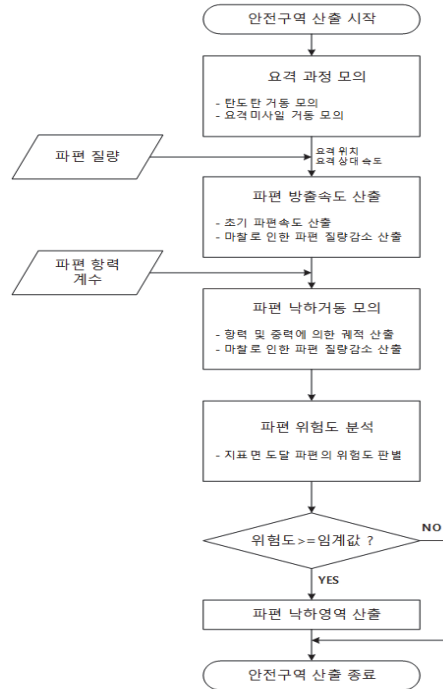 안전구역 산출 시작
요격 과정 모의
- 탄도탄 거동 모의
- 요격미사일 거동 모의
파편 질량
요격 위치
요격 상대 속도
파편 방출속도 산출
- 초기 파편속도 산출
- 마찰로 인한 파편 질량감소 산출
파편 항력
계수
파편 낙하거동 모의
- 항력 및 중력에 의한 궤적 산출
- 마찰로 인한 파편 질량감소 산출
파편 위험도 분석
- 지표면 도달 파편의 위험도 판별
위험도>=임계값 ?
NO
YES
파편 낙하영역 산출
안전구역 산출 종료